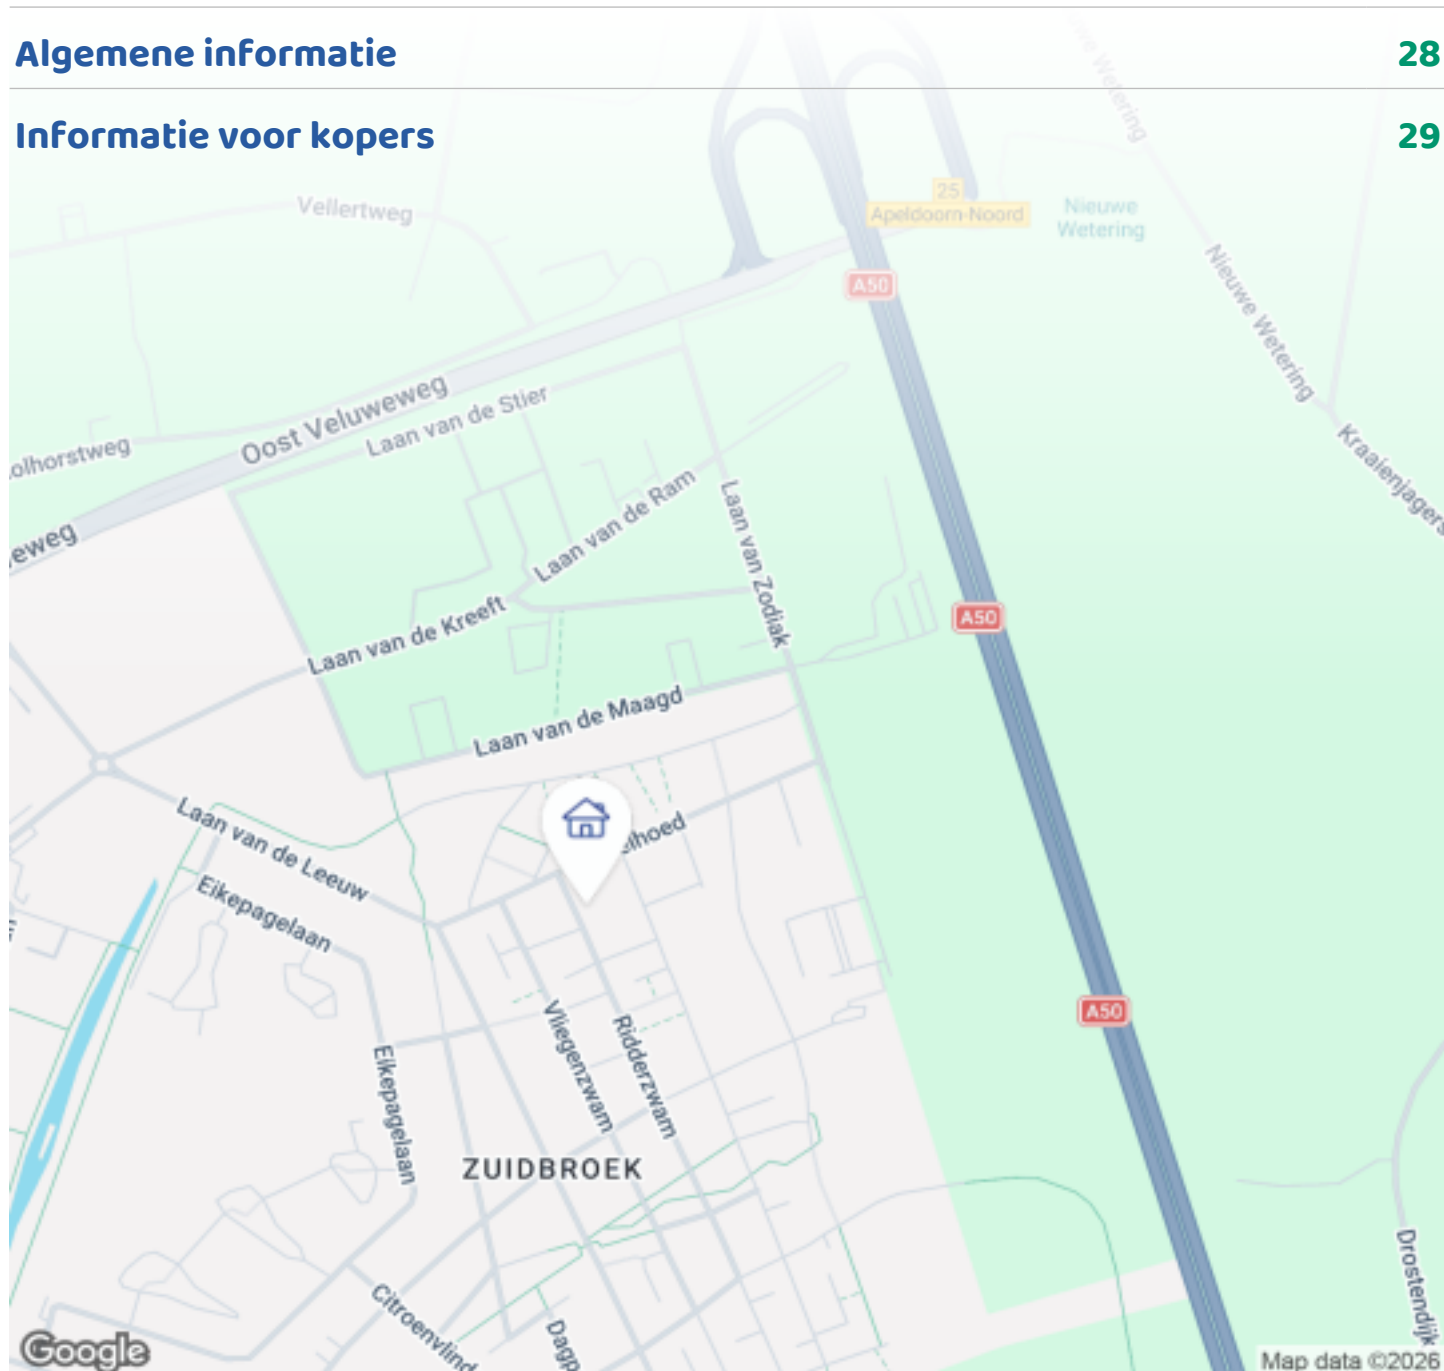 Algemene informatie 28
Informatie voor kopers 29
Wetering
Vellertweg
25
Apeldoorn-Noord
Nieuwe
Wetering
A50
Nieuwe Wetering
Oost Veluweweg
Laan van de Stier
olhorstweg
Kraaienjagers
Laan van de Ram
Laan van Zodiak
eweg
Laan van de Kreeft
A50
Laan van de Maagd
elhoed
Laan van de Leeuw
Eikepagelaan
A50
Vliegenzwam
Ridderzwam
Eikepagelaan
ZUIDBROEK
Drostendijk
Citroenvlind
Dagp
Google
Map data ©2026